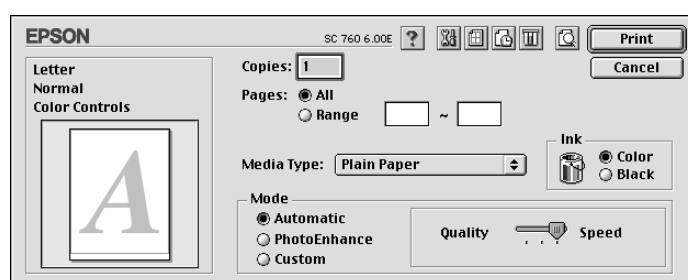 EPSON
SC 760 6.00E
?
Print
Cancel
Letter
Normal
Color Controls
A
Copies: 1
Pages: All
Range ~
Media Type: Plain Paper
Ink
Color
Black
Mode
Automatic
PhotoEnhance
Custom
Quality Speed